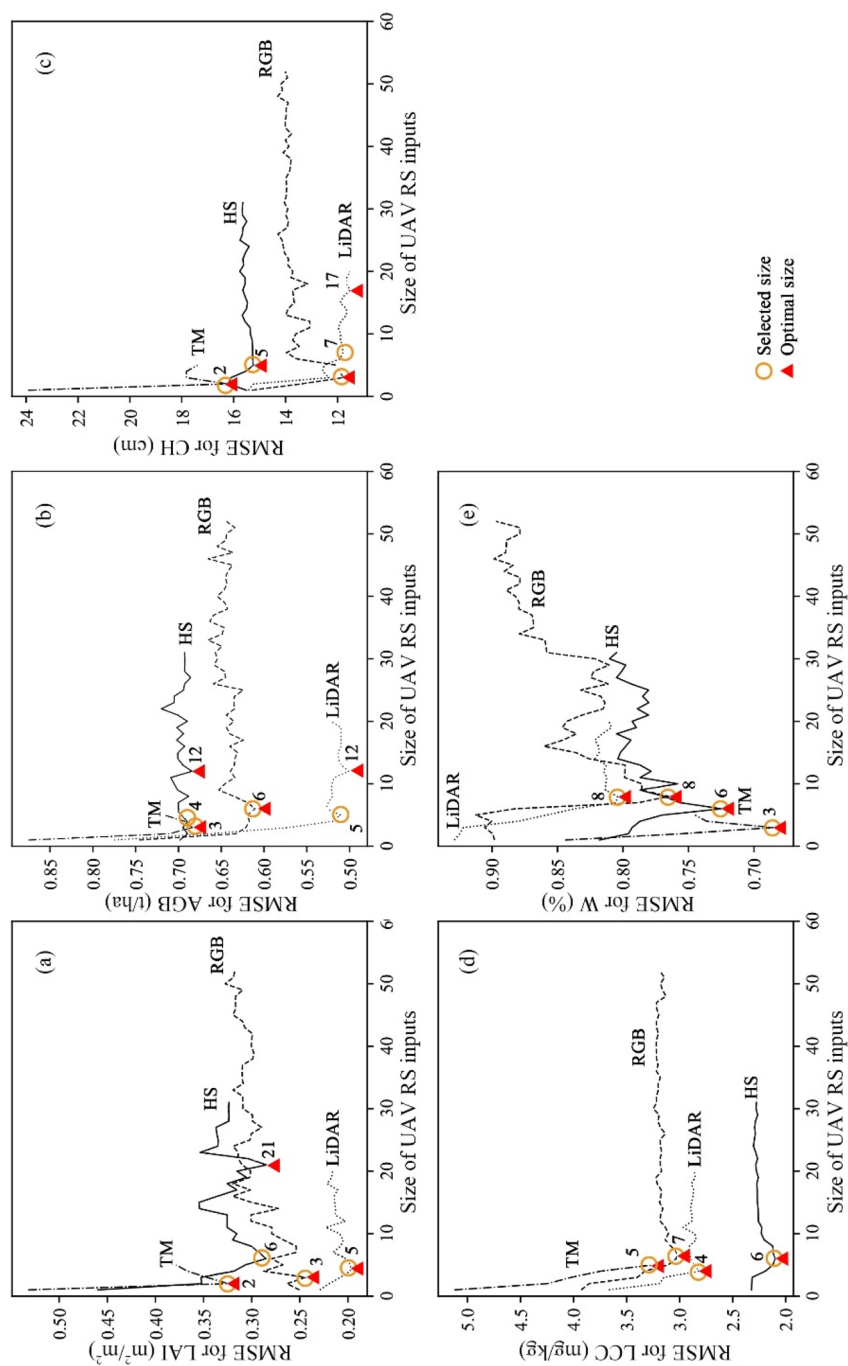 (a)
0.50
0.45
0.40
0.35
0.30
0.25
0.20
RMSE for LAI (m²/m²)
TM
HS
RGB
LiDAR
2
6
21
3
5
0 10 20 30 40 50 6
Size of UAV RS inputs
(b)
0.85
0.80
0.75
0.70
0.65
0.60
0.55
0.50
RMSE for AGB (t/ha)
TM
HS
RGB
LiDAR
4
3
12
6
12
5
0 10 20 30 40 50 60
Size of UAV RS inputs
(c)
24
22
20
18
16
14
12
RMSE for CH (cm)
TM
HS
RGB
LiDAR
2
5
7
17
0 10 20 30 40 50 60
Size of UAV RS inputs
(d)
5.0
4.5
4.0
3.5
3.0
2.5
2.0
RMSE for LCC (mg/kg)
TM
RGB
LiDAR
HS
5
7
4
6
0 10 20 30 40 50 60
Size of UAV RS inputs
(e)
0.90
0.85
0.80
0.75
0.70
RMSE for W (%)
LiDAR
RGB
HS
TM
8
8
6
3
0 10 20 30 40 50 60
Size of UAV RS inputs
Selected size
Optimal size